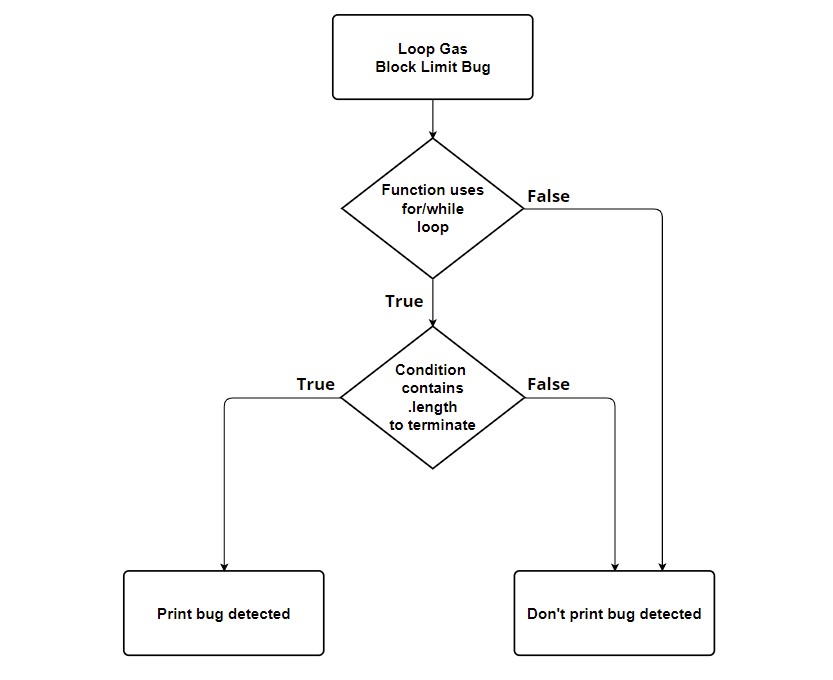 Loop Gas
Block Limit Bug
Function uses
for/while
loop
False
True
Condition
contains
.length
to terminate
True
False
Print bug detected
Don't print bug detected